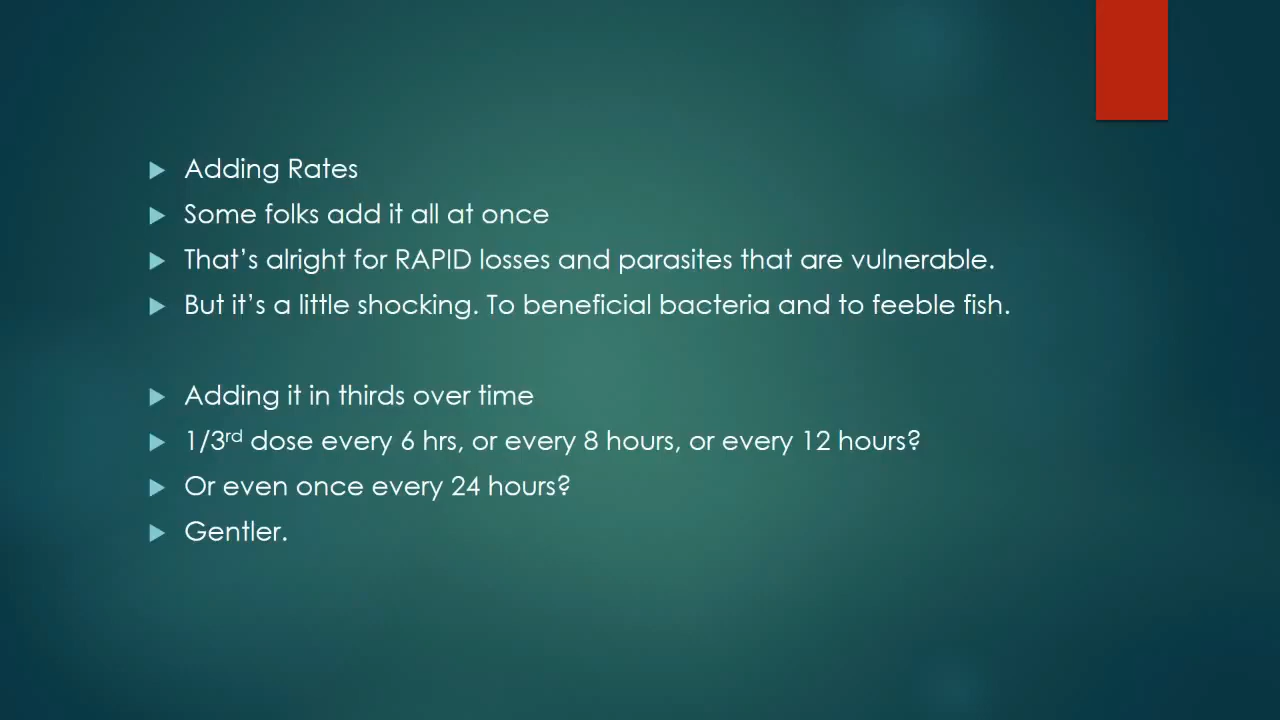 Adding Rates
Some folks add it all at once
That’s alright for RAPID losses and parasites that are vulnerable.
But it’s a little shocking. To beneficial bacteria and to feeble fish.
Adding it in thirds over time
1/3rd dose every 6 hrs, or every 8 hours, or every 12 hours?
Or even once every 24 hours?
Gentler.